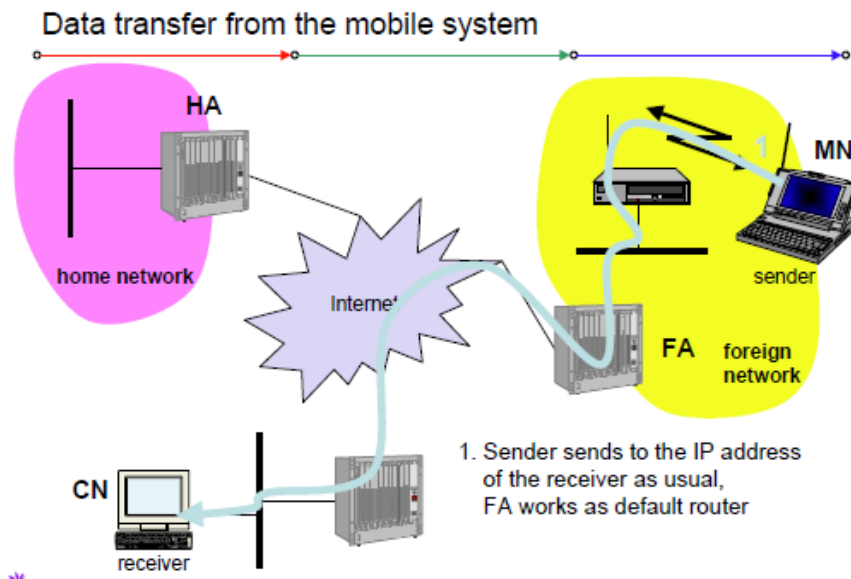 Data transfer from the mobile system
HA
1
MN
home network
Internet
sender
FA
foreign
network
CN
receiver
1. Sender sends to the IP address
of the receiver as usual,
FA works as default router